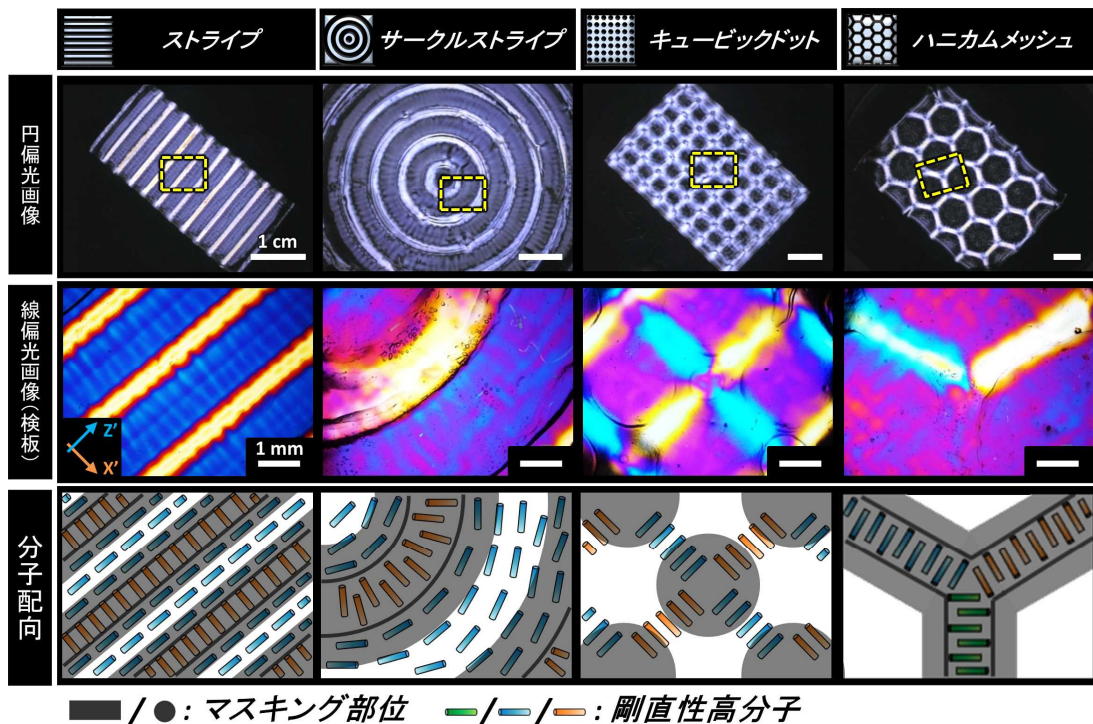 ストライプ
サークルストライプ
キュービックドット
ハニカムメッシュ
円偏光画像
1 cm
線偏光画像(検板)
Z'
X'
1 mm
分子配向
/ : マスキング部位
/ / : 剛直性高分子